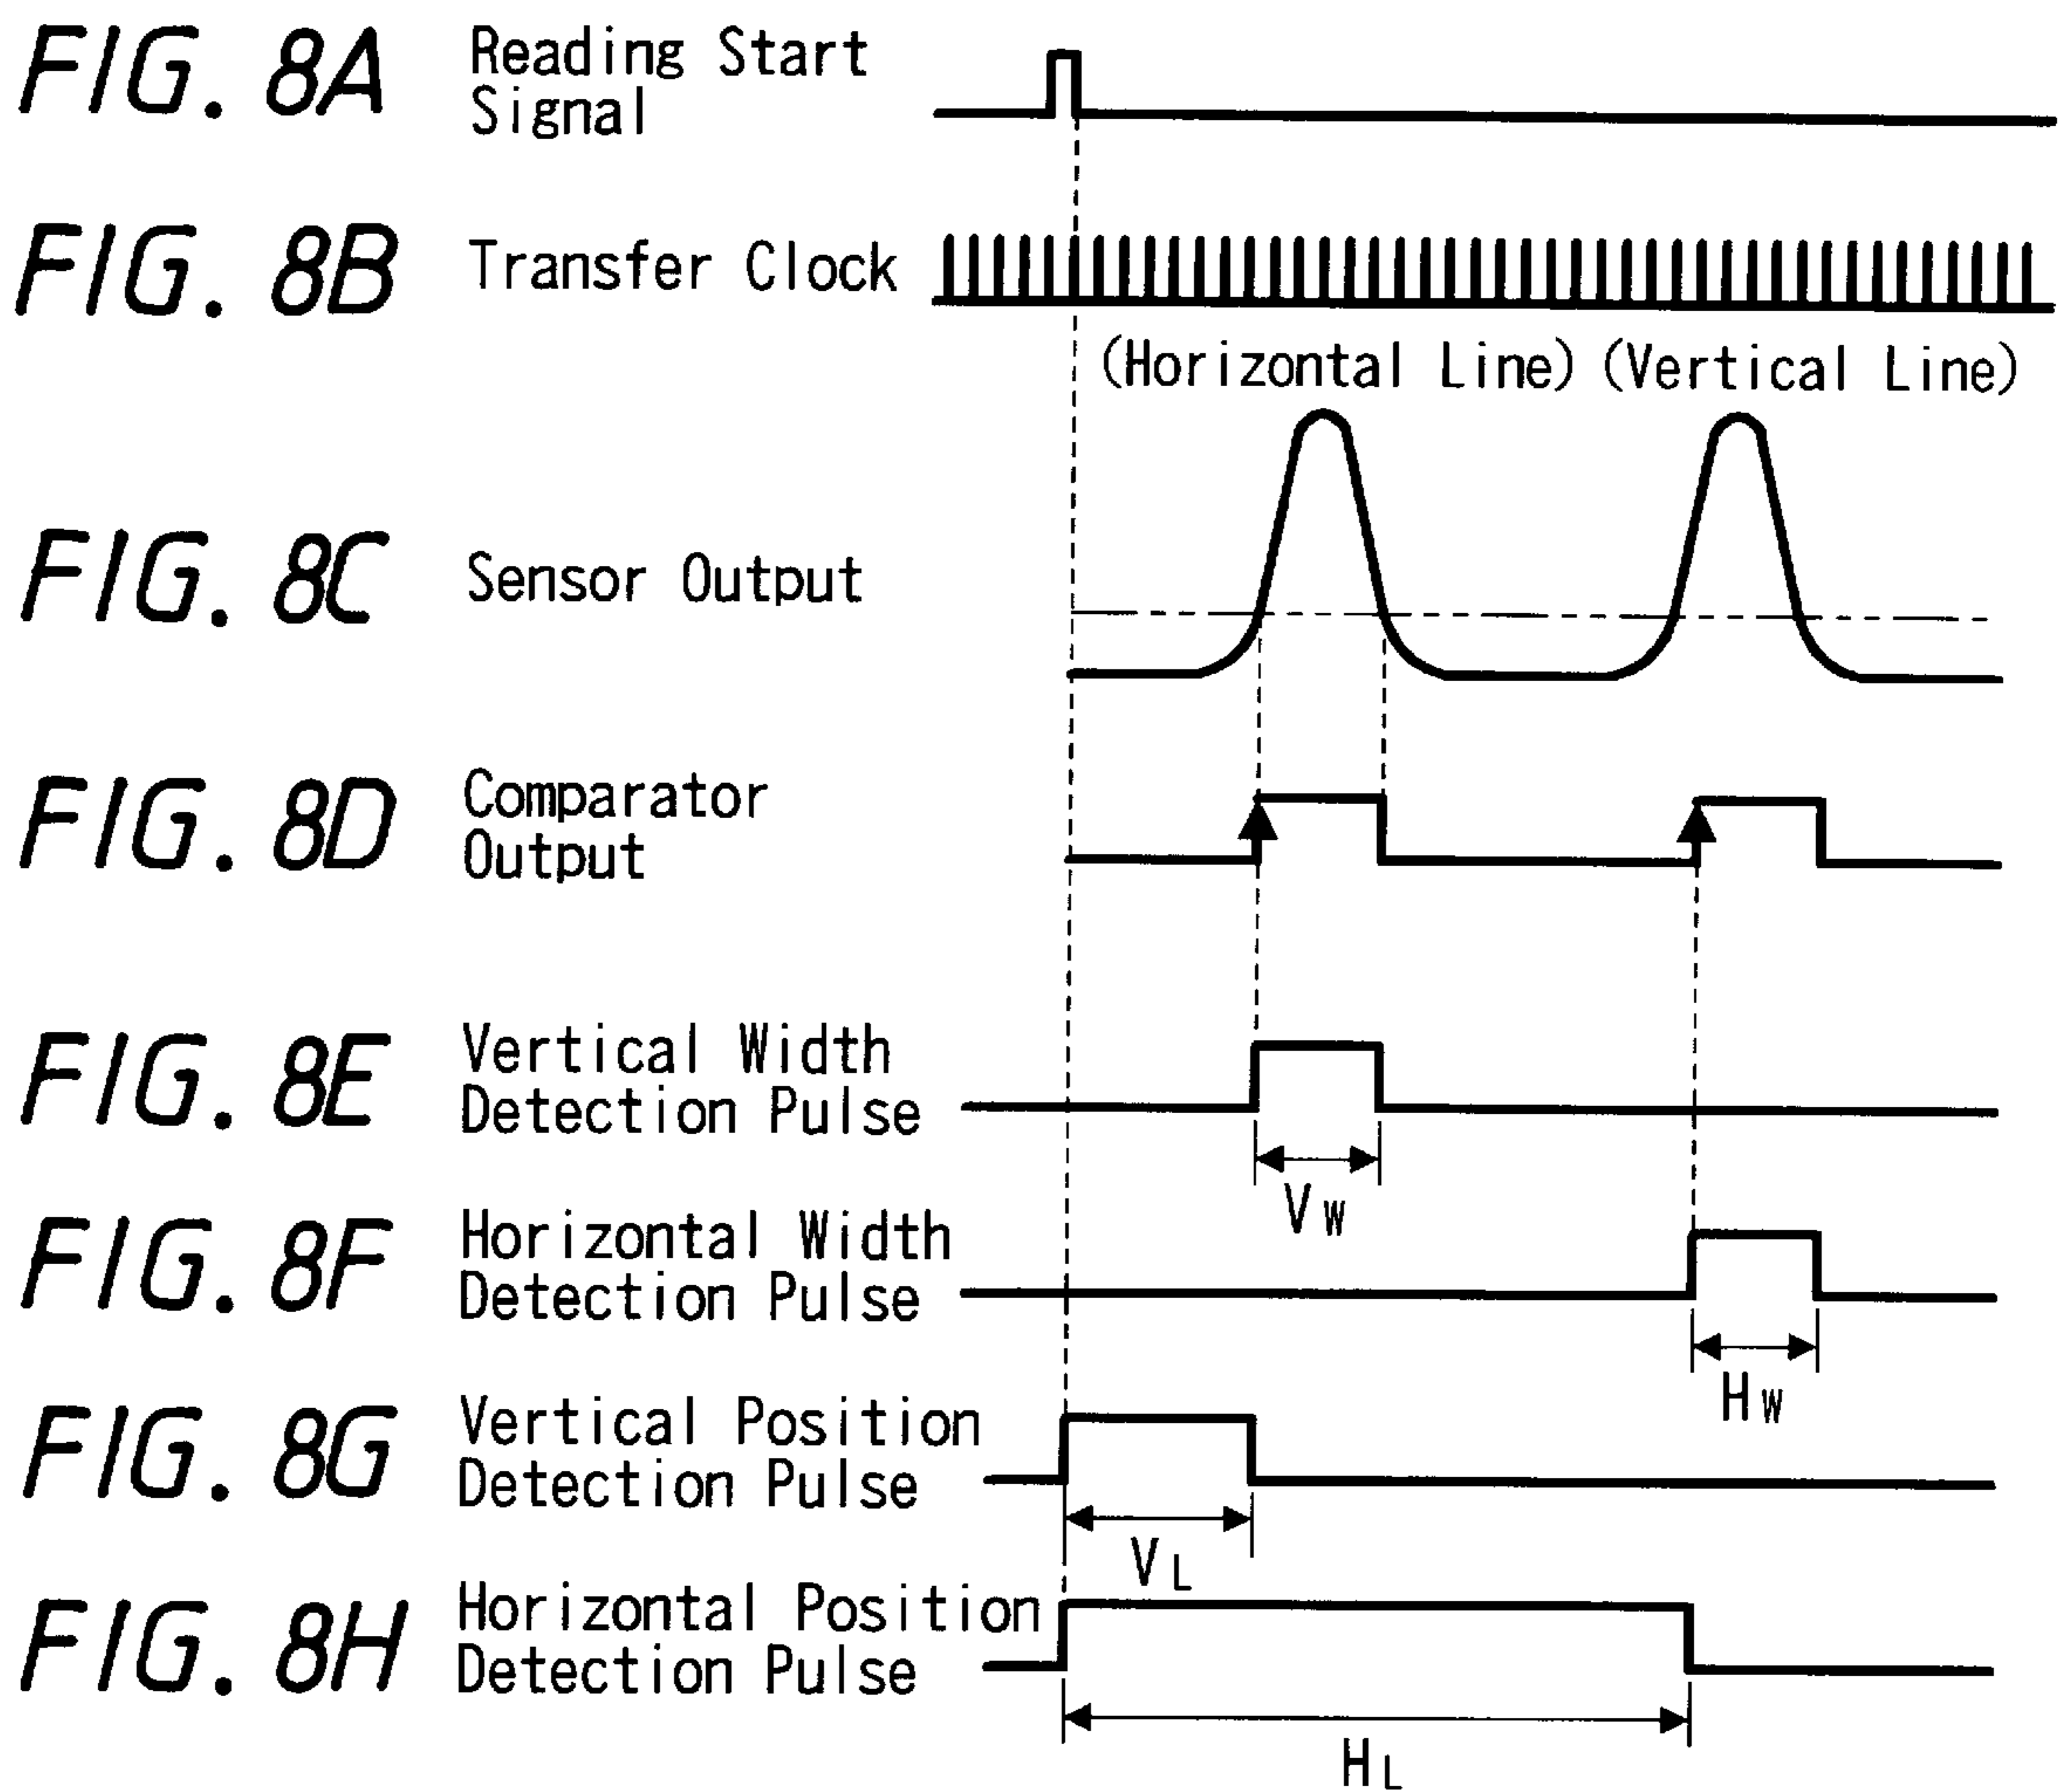 FIG. 8A Reading Start
Signal
FIG. 8B Transfer Clock
(Horizontal Line) (Vertical Line)
FIG. 8C Sensor Output
FIG. 8D Comparator
Output
FIG. 8E Vertical Width
Detection Pulse
VW
FIG. 8F Horizontal Width
Detection Pulse
HW
FIG. 8G Vertical Position
Detection Pulse
VL
FIG. 8H Horizontal Position
Detection Pulse
HL